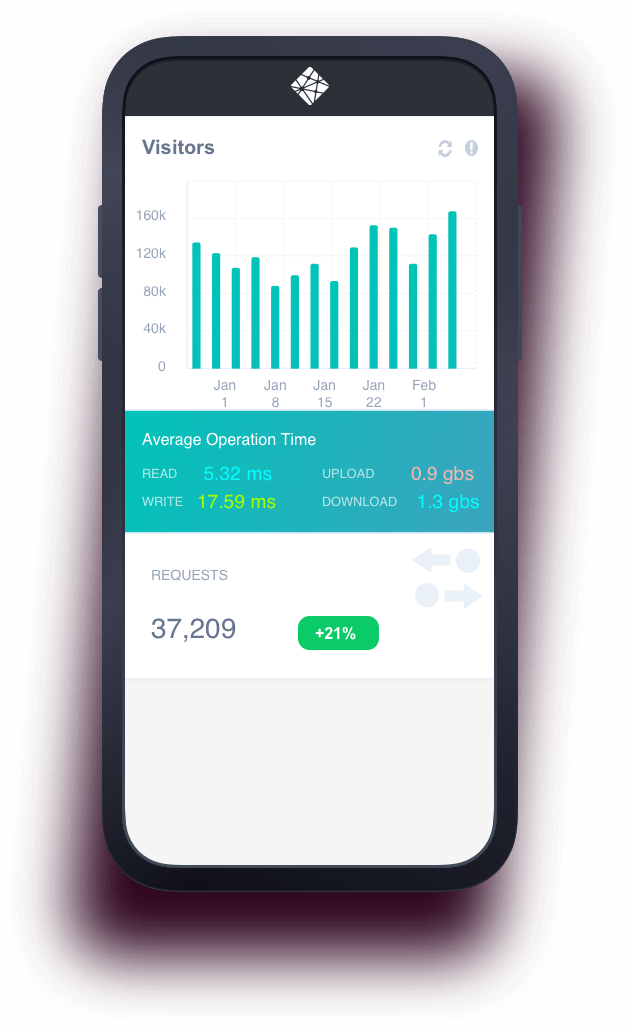 Visitors
160k
120k
80k
40k
0
Jan 1
Jan 8
Jan 15
Jan 22
Feb 1
Average Operation Time
READ 5.32 ms UPLOAD 0.9 gbs
WRITE 17.59 ms DOWNLOAD 1.3 gbs
REQUESTS
37,209 +21%